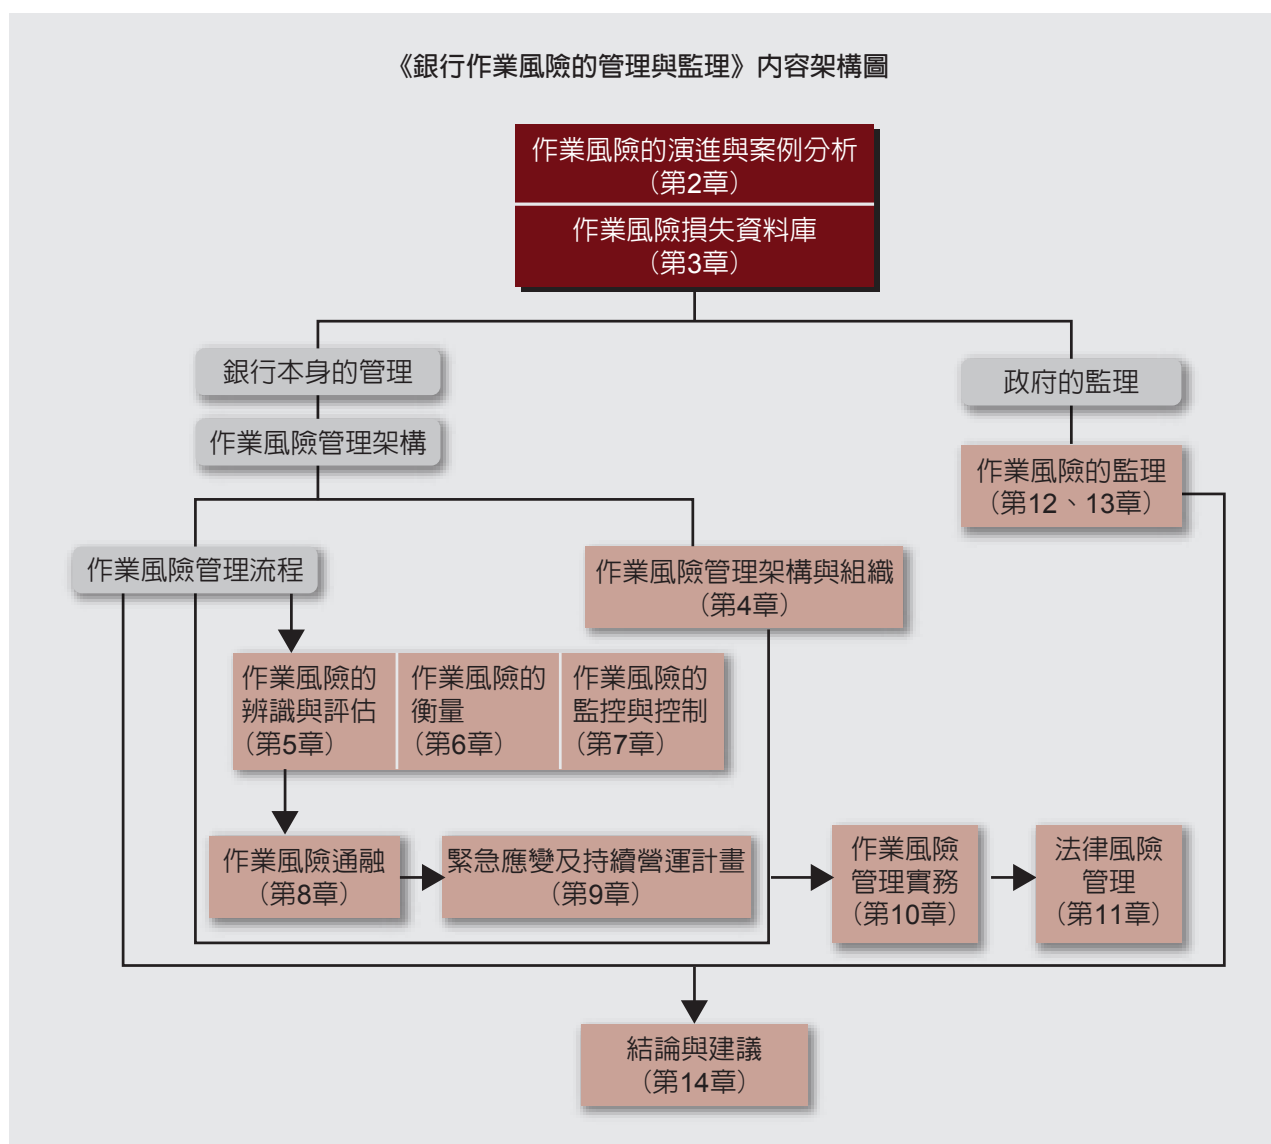 《銀行作業風險的管理與監理》内容架構圖
作業風險的演進與案例分析
（第2章）
作業風險損失資料庫
（第3章）
銀行本身的管理
政府的監理
作業風險管理架構
作業風險的監理
（第12、13章）
作業風險管理流程
作業風險管理架構與組織
（第4章）
作業風險的
辨識與評估
（第5章）
作業風險的
衡量
（第6章）
作業風險的
監控與控制
（第7章）
作業風險通融
（第8章）
緊急應變及持續營運計畫
（第9章）
作業風險
管理實務
（第10章）
法律風險
管理
（第11章）
結論與建議
（第14章）